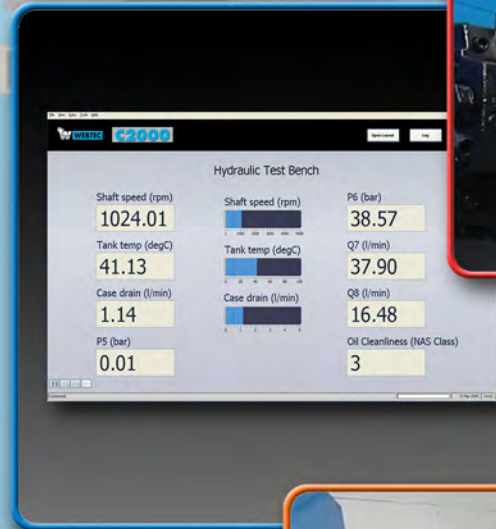 WEBTEC C2000
Hydraulic Test Bench
Shaft speed (rpm)
1024.01
Tank temp (degC)
41.13
Case drain (l/min)
1.14
P5 (bar)
0.01
Shaft speed (rpm)
Tank temp (degC)
Case drain (l/min)
P6 (bar)
38.57
Q7 (l/min)
37.90
Q8 (l/min)
16.48
Oil Cleanliness (NAS Class)
3